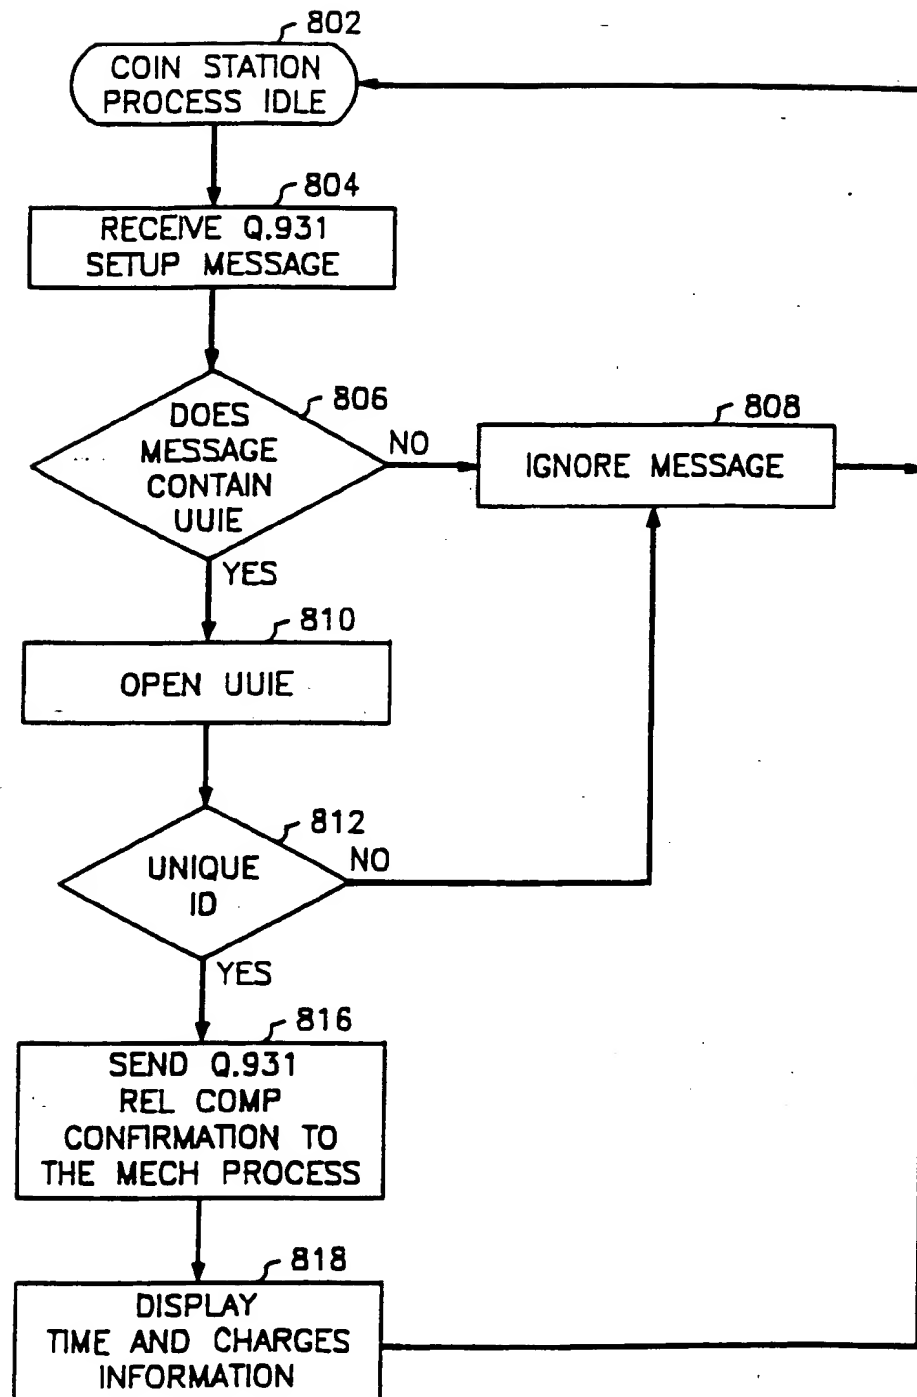 802
COIN STATION
PROCESS IDLE
804
RECEIVE Q.931
SETUP MESSAGE
806
DOES
MESSAGE
CONTAIN
UUIE
NO
808
IGNORE MESSAGE
YES
810
OPEN UUIE
812
UNIQUE
ID
NO
YES
816
SEND Q.931
REL COMP
CONFIRMATION TO
THE MECH PROCESS
818
DISPLAY
TIME AND CHARGES
INFORMATION